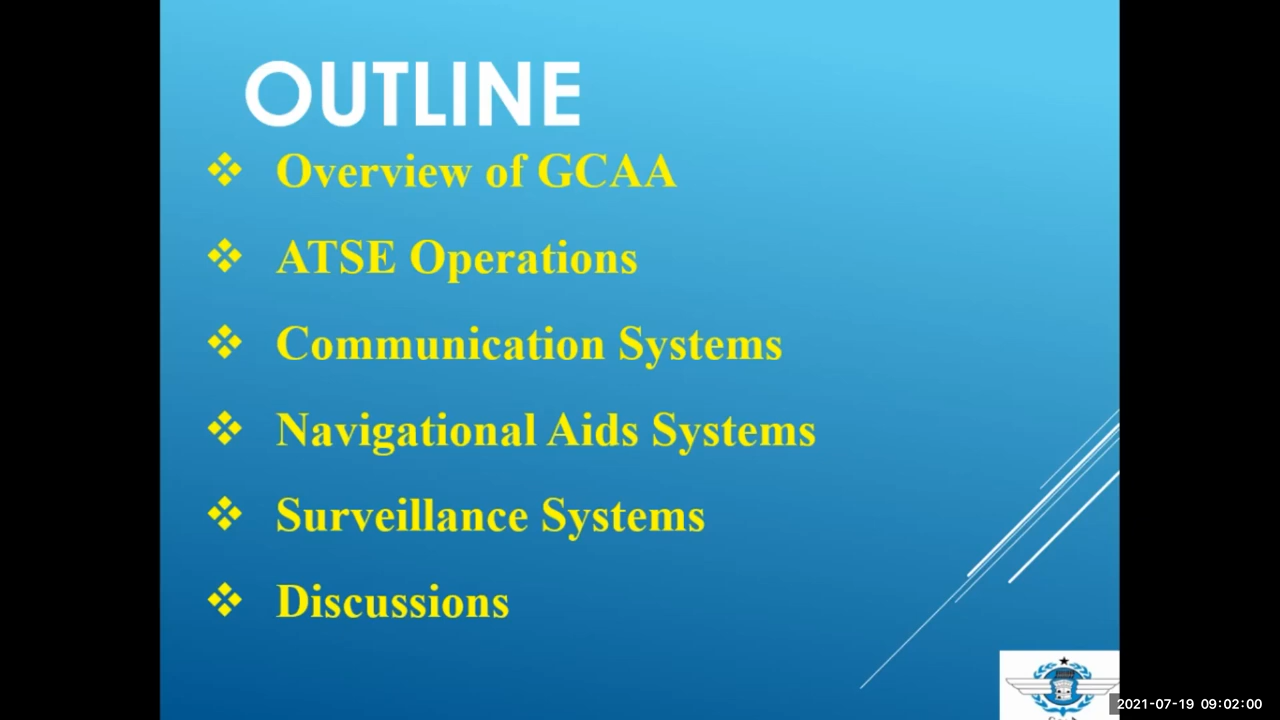 OUTLINE
❖ Overview of GCAA
❖ ATSE Operations
❖ Communication Systems
❖ Navigational Aids Systems
❖ Surveillance Systems
❖ Discussions
2021-07-19 09:02:00